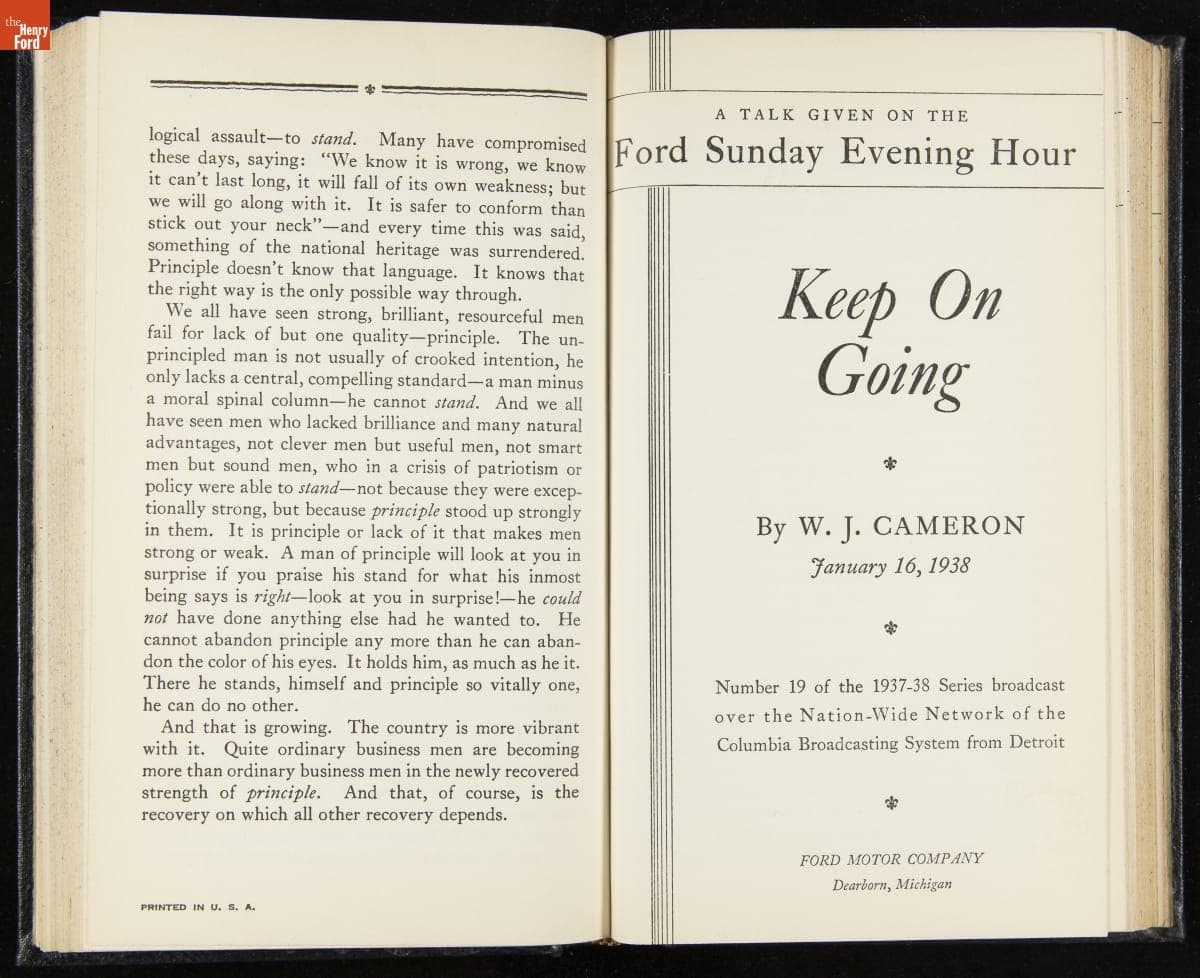 the
Henry
Ford
logical assault—to stand. Many have compromised
these days, saying: “We know it is wrong, we know
it can’t last long, it will fall of its own weakness; but
we will go along with it. It is safer to conform than
stick out your neck”—and every time this was said,
something of the national heritage was surrendered.
Principle doesn’t know that language. It knows that
the right way is the only possible way through.
We all have seen strong, brilliant, resourceful men
fail for lack of but one quality—principle. The un-
principled man is not usually of crooked intention, he
only lacks a central, compelling standard—a man minus
a moral spinal column—he cannot stand. And we all
have seen men who lacked brilliance and many natural
advantages, not clever men but useful men, not smart
men but sound men, who in a crisis of patriotism or
policy were able to stand—not because they were excep-
tionally strong, but because principle stood up strongly
in them. It is principle or lack of it that makes men
strong or weak. A man of principle will look at you in
surprise if you praise his stand for what his inmost
being says is right—look at you in surprise!—he could
not have done anything else had he wanted to. He
cannot abandon principle any more than he can aban-
don the color of his eyes. It holds him, as much as he it.
There he stands, himself and principle so vitally one,
he can do no other.
And that is growing. The country is more vibrant
with it. Quite ordinary business men are becoming
more than ordinary business men in the newly recovered
strength of principle. And that, of course, is the
recovery on which all other recovery depends.
PRINTED IN U. S. A.
A TALK GIVEN ON THE
Ford Sunday Evening Hour
Keep On
Going
By W. J. CAMERON
January 16, 1938
Number 19 of the 1937-38 Series broadcast
over the Nation-Wide Network of the
Columbia Broadcasting System from Detroit
FORD MOTOR COMPANY
Dearborn, Michigan